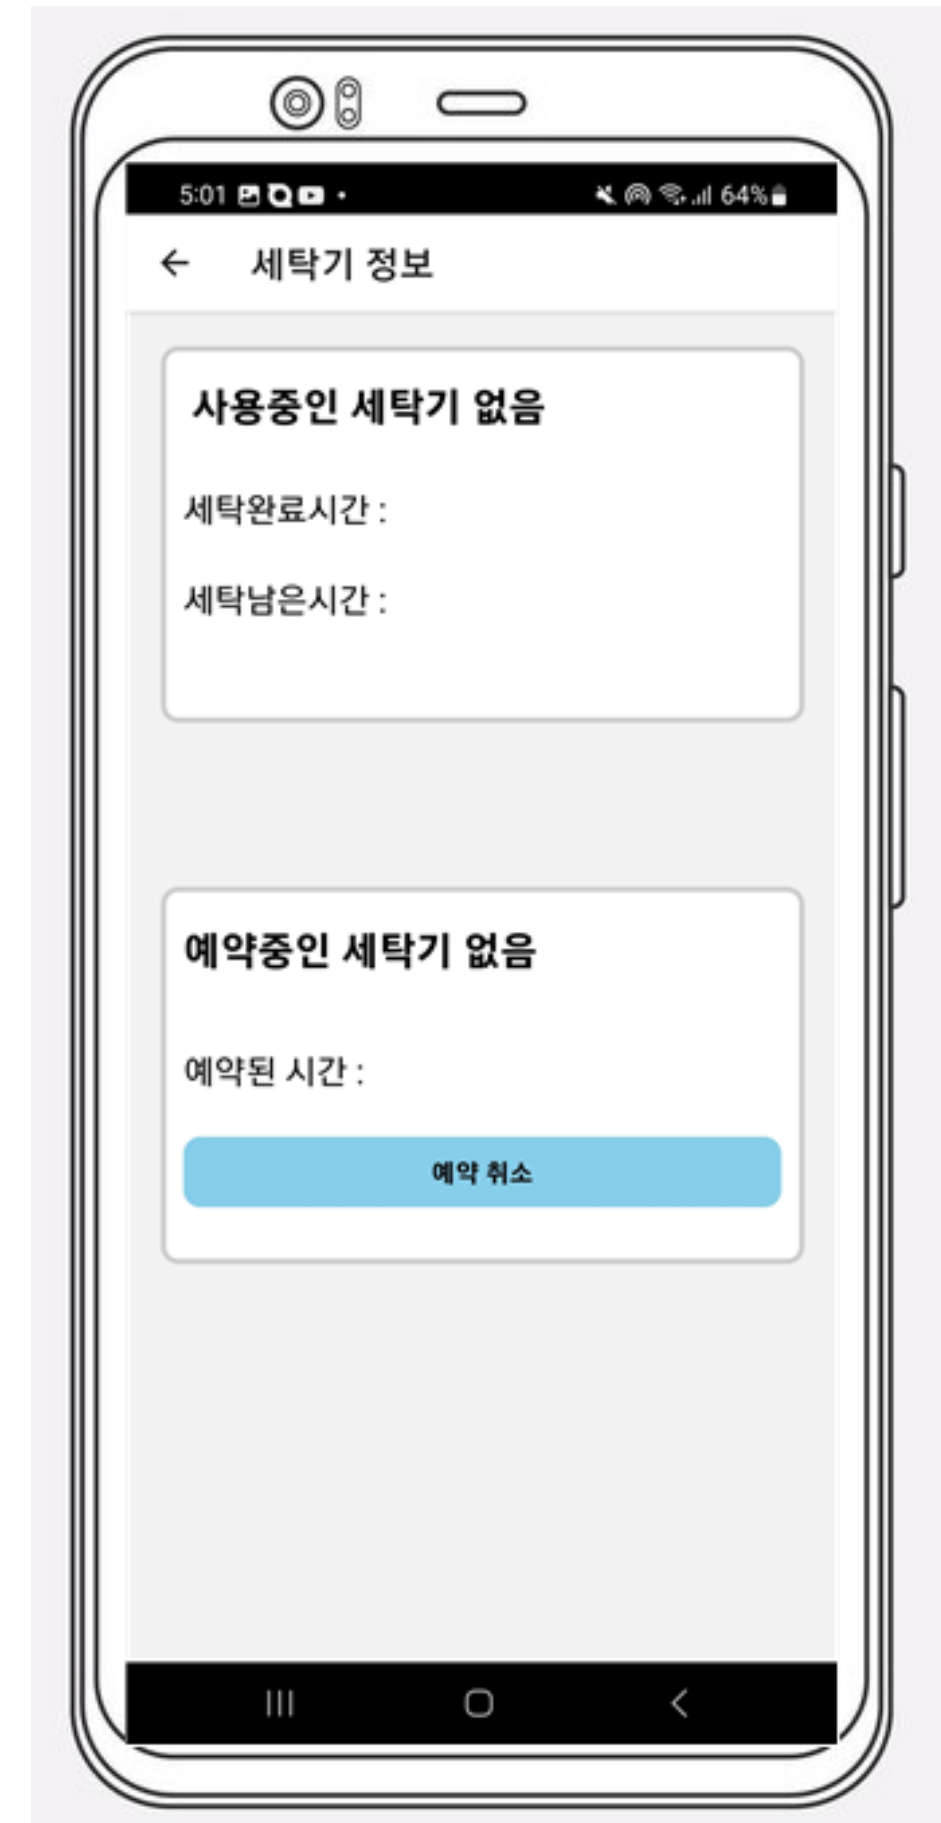 5:01 64%
세탁기 정보
사용중인 세탁기 없음
세탁완료시간 :
세탁남은시간 :
예약중인 세탁기 없음
예약된 시간 :
예약 취소